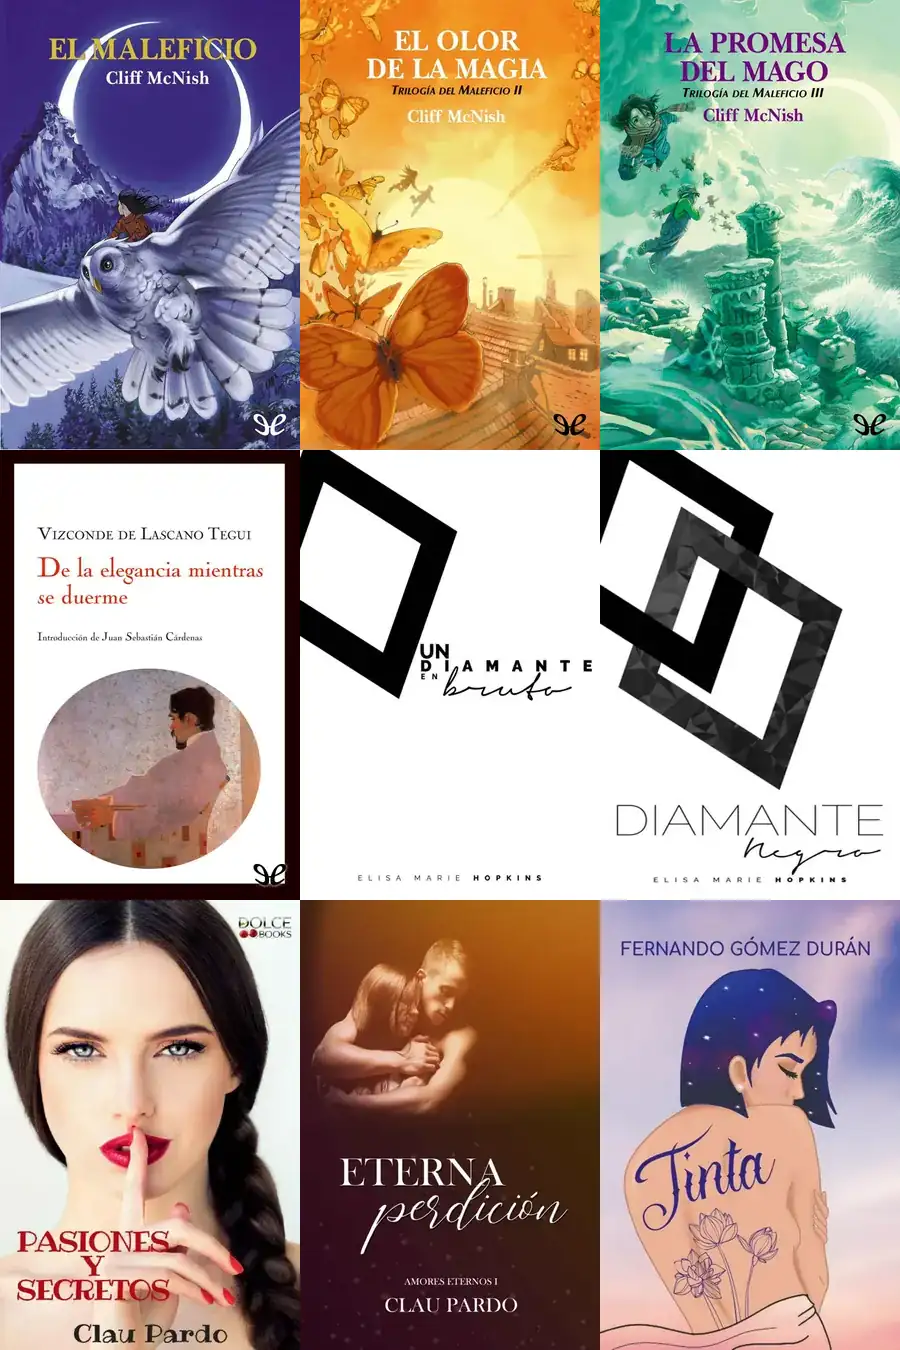 EL MALEFICIO
Cliff McNish
EL OLOR
DE LA MAGIA
Trilogía del Maleficio II
Cliff McNish
LA PROMESA
DEL MAGO
Trilogía del Maleficio III
Cliff McNish
Vizconde de Lascano Tegui
De la elegancia mientras
se duerme
Introducción de Juan Sebastián Cárdenas
UN
DIAMANTE
EN bruto
ELISA MARIE HOPKINS
DIAMANTE
negro
ELISA MARIE HOPKINS
DOLCE
BOOKS
PASIONES
Y
SECRETOS
Clau Pardo
ETERNA
perdición
AMORES ETERNOS I
CLAU PARDO
FERNANDO GÓMEZ DURÁN
Tinta